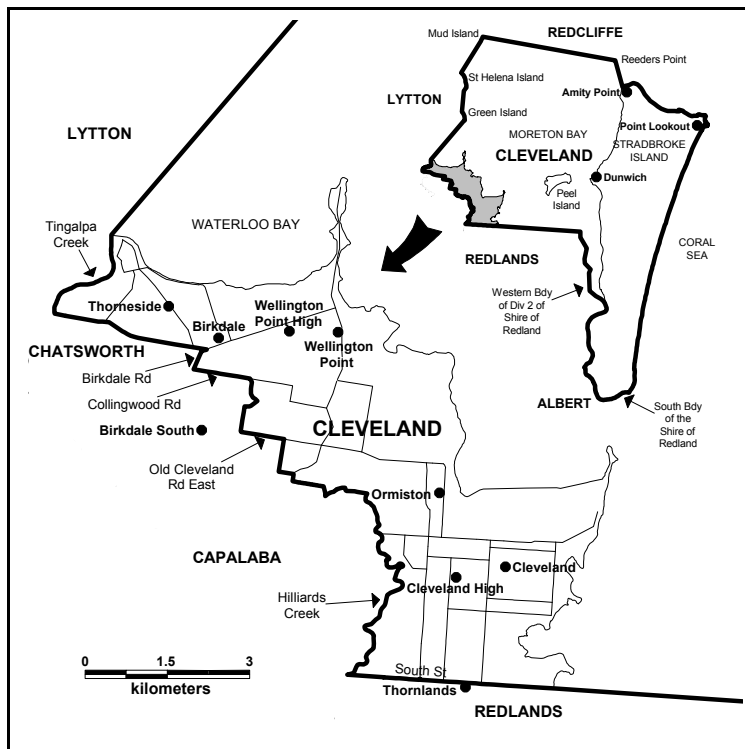 REDCLIFFE
Mud Island
Reeders Point
St Helena Island
LYTTON
Amity Point
Green Island
MORETON BAY
Point Lookout
STRADBROKE
ISLAND
CLEVELAND
Dunwich
Peel
Island
CORAL
SEA
REDLANDS
Western Bdy
of Div 2 of
Shire of
Redland
ALBERT
South Bdy
of the
Shire of
Redland
LYTTON
WATERLOO BAY
Tingalpa
Creek
Thorneside
Birkdale
Wellington
Point High
Wellington
Point
CHATSWORTH
Birkdale Rd
Collingwood Rd
Birkdale South
CLEVELAND
Old Cleveland
Rd East
Ormiston
CAPALABA
Cleveland
Cleveland High
Hilliards
Creek
0 1.5 3
kilometers
South St
Thornlands
REDLANDS